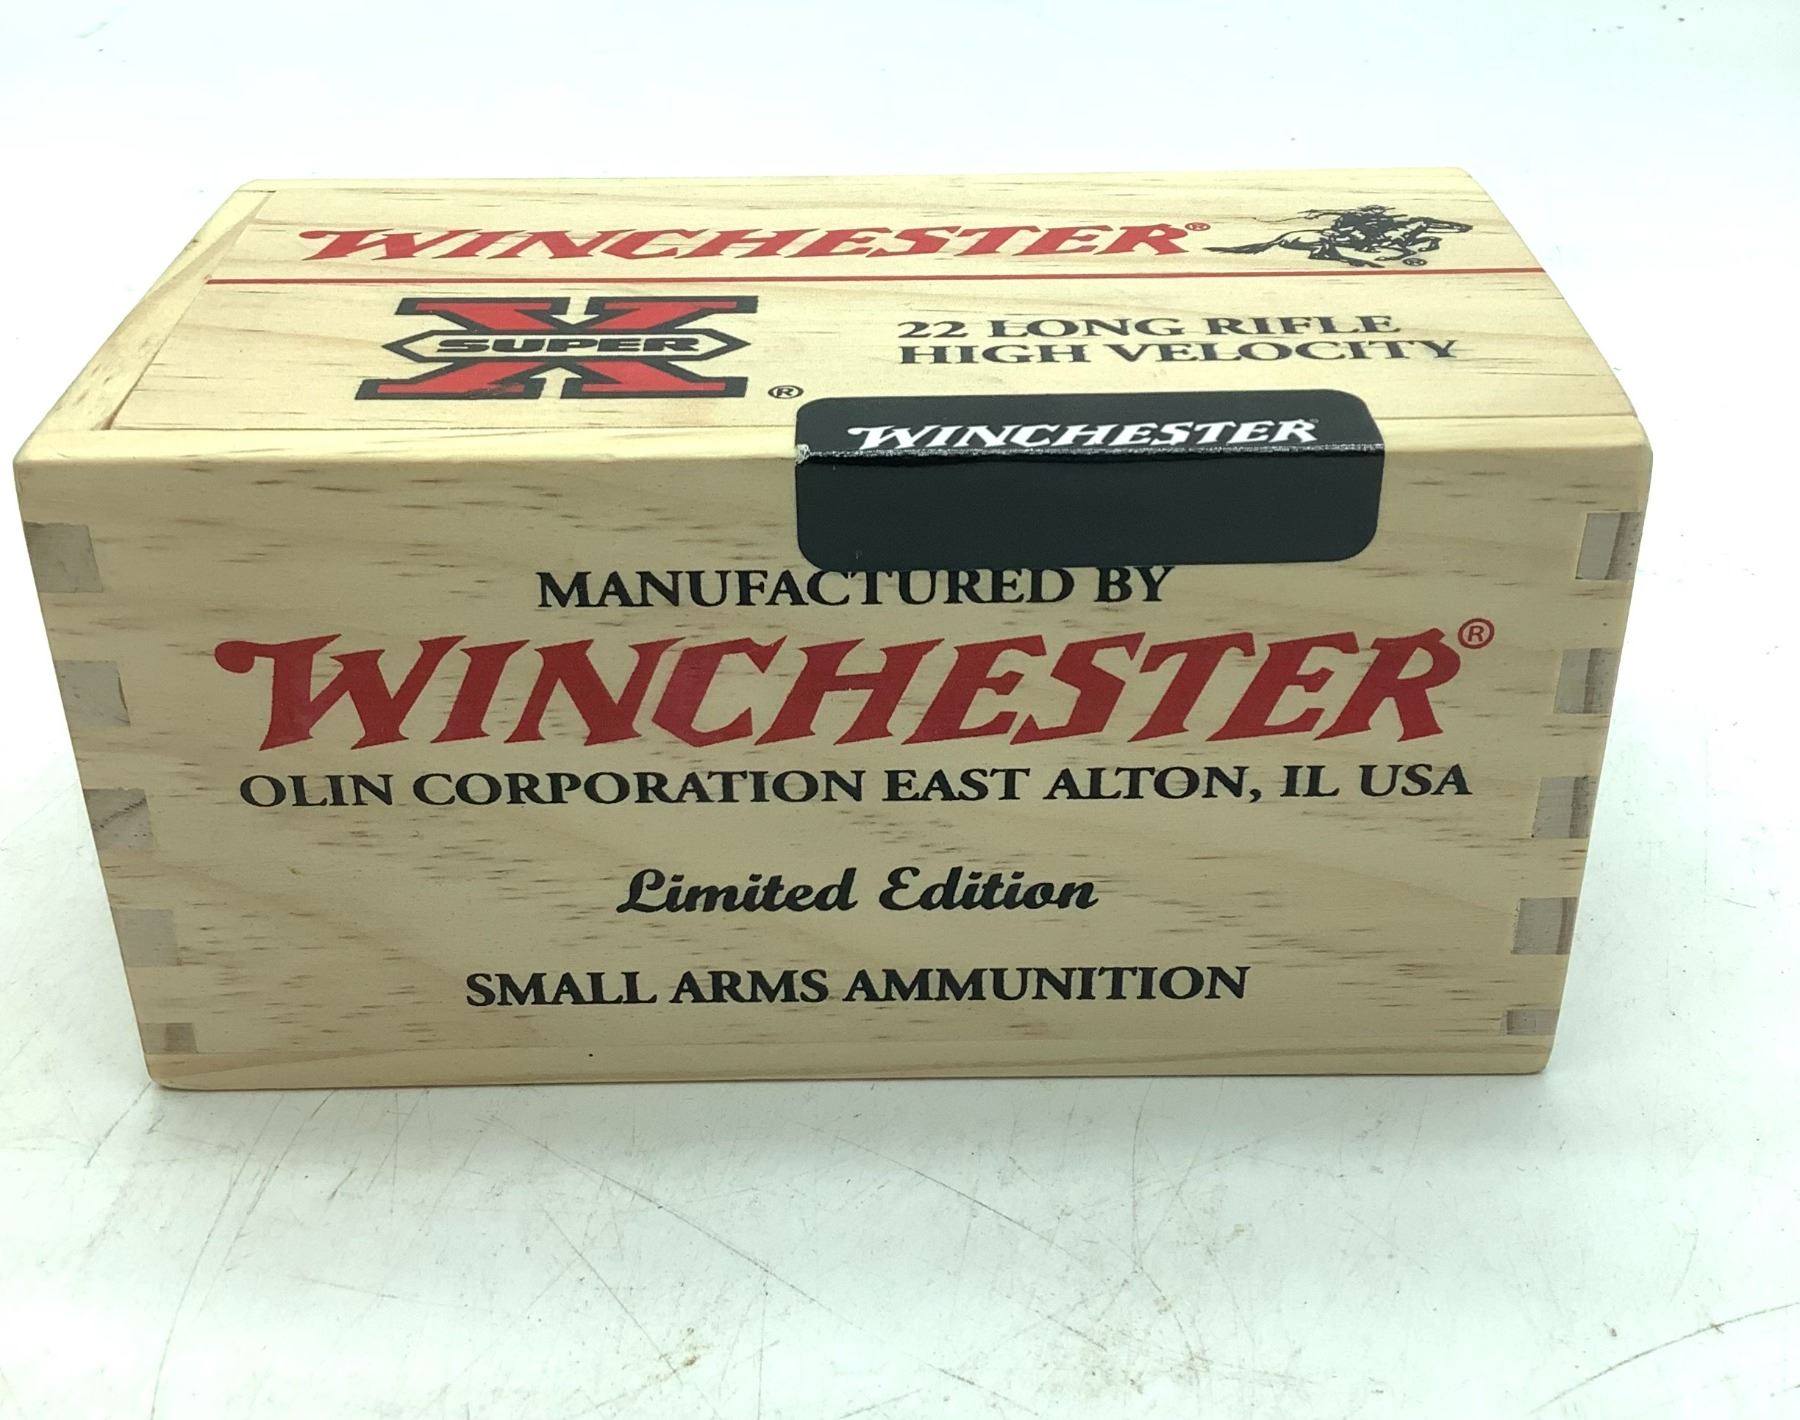 WINCHESTER®
®
SUPER X ®
22 LONG RIFLE
HIGH VELOCITY
WINCHESTER
MANUFACTURED BY
WINCHESTER®
OLIN CORPORATION EAST ALTON, IL USA
Limited Edition
SMALL ARMS AMMUNITION